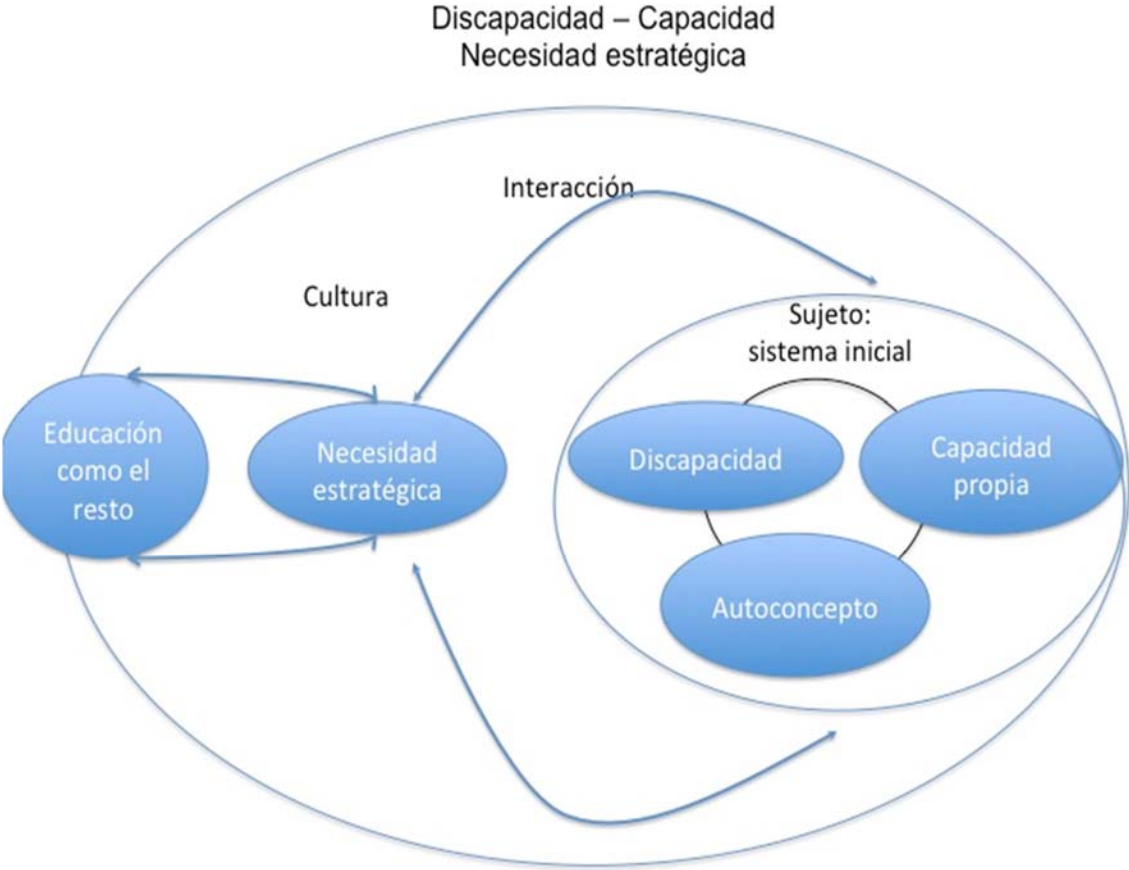 Discapacidad – Capacidad
Necesidad estratégica
Interacción
Cultura
Sujeto:
sistema inicial
Educación
como el
resto
Necesidad
estratégica
Discapacidad
Capacidad
propia
Autoconcepto